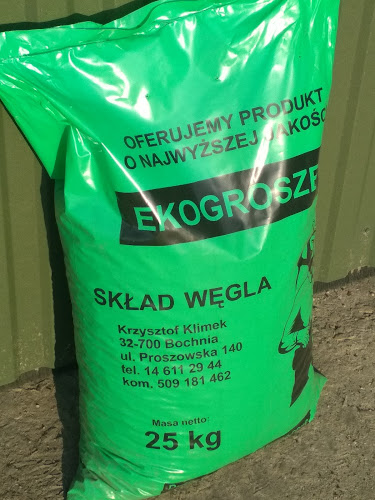 OFERUJEMY PRODUKT
O NAJWYŻSZEJ JAKOŚC
EKOGROSZE
SKŁAD WĘGLA
Krzysztof Klimek
32-700 Bochnia
ul. Proszowska 140
tel. 14 611 29 44
kom. 509 181 462
Masa netto:
25 kg